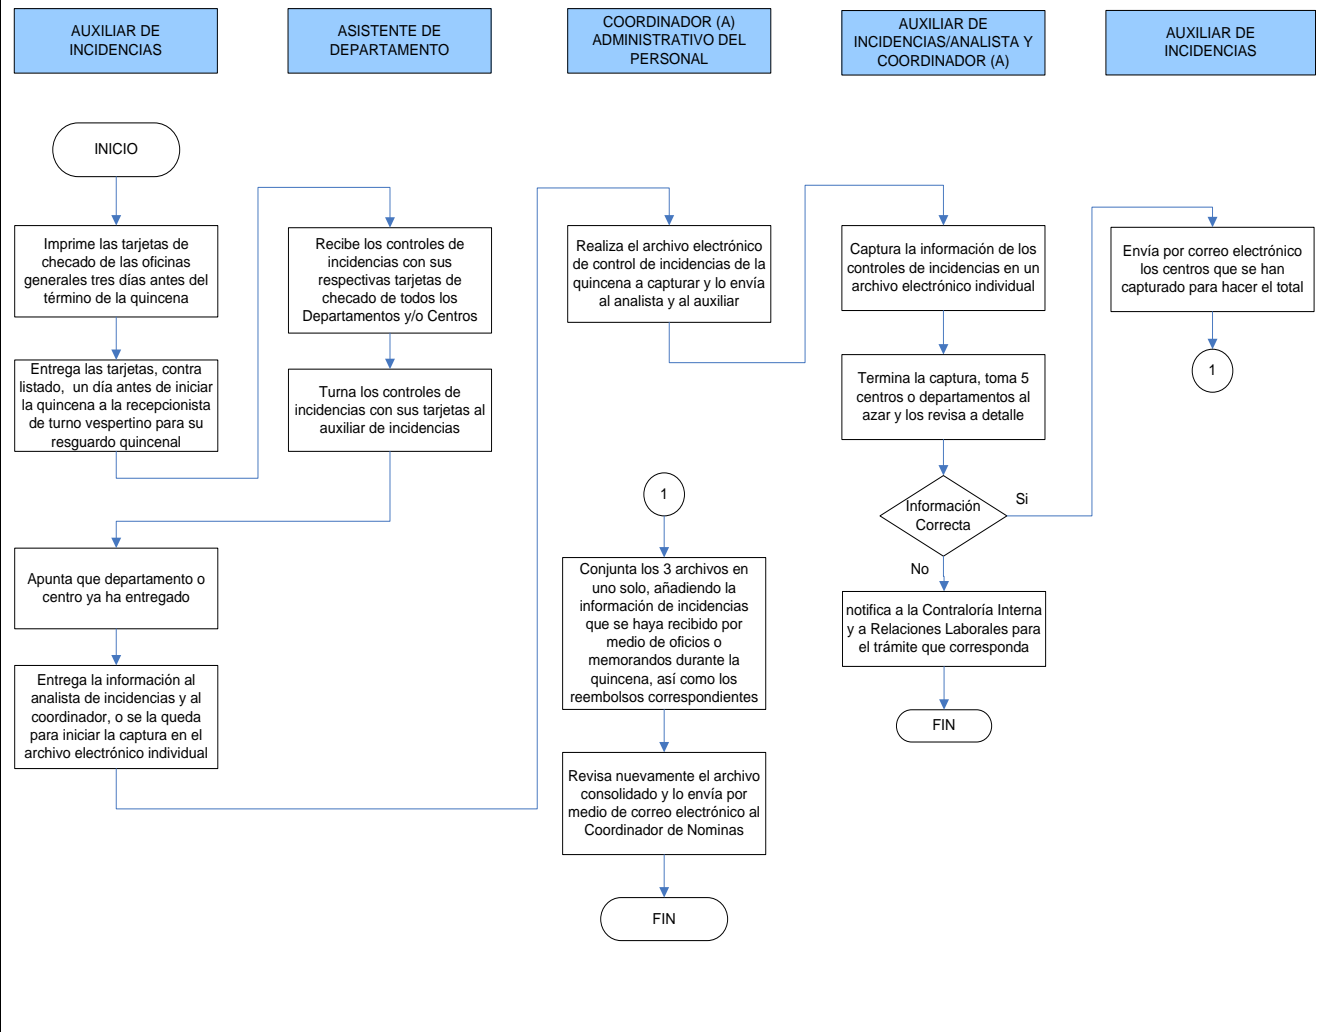 AUXILIAR DE
INCIDENCIAS
ASISTENTE DE
DEPARTAMENTO
COORDINADOR (A)
ADMINISTRATIVO DEL
PERSONAL
AUXILIAR DE
INCIDENCIAS/ANALISTA Y
COORDINADOR (A)
AUXILIAR DE
INCIDENCIAS
INICIO
Imprime las tarjetas de
checado de las oficinas
generales tres días antes del
término de la quincena
Entrega las tarjetas, contra
listado, un día antes de iniciar
la quincena a la recepcionista
de turno vespertino para su
resguardo quincenal
Apunta que departamento o
centro ya ha entregado
Entrega la información al
analista de incidencias y al
coordinador, o se la queda
para iniciar la captura en el
archivo electrónico individual
Recibe los controles de
incidencias con sus
respectivas tarjetas de
checado de todos los
Departamentos y/o Centros
Turna los controles de
incidencias con sus tarjetas al
auxiliar de incidencias
Realiza el archivo electrónico
de control de incidencias de la
quincena a capturar y lo envía
al analista y al auxiliar
1
Conjunta los 3 archivos en
uno solo, añadiendo la
información de incidencias
que se haya recibido por
medio de oficios o
memorandos durante la
quincena, así como los
reembolsos correspondientes
Revisa nuevamente el archivo
consolidado y lo envía por
medio de correo electrónico al
Coordinador de Nominas
FIN
Captura la información de los
controles de incidencias en un
archivo electrónico individual
Termina la captura, toma 5
centros o departamentos al
azar y los revisa a detalle
Información
Correcta
Si
No
notifica a la Contraloría Interna
y a Relaciones Laborales para
el trámite que corresponda
FIN
Envía por correo electrónico
los centros que se han
capturado para hacer el total
1